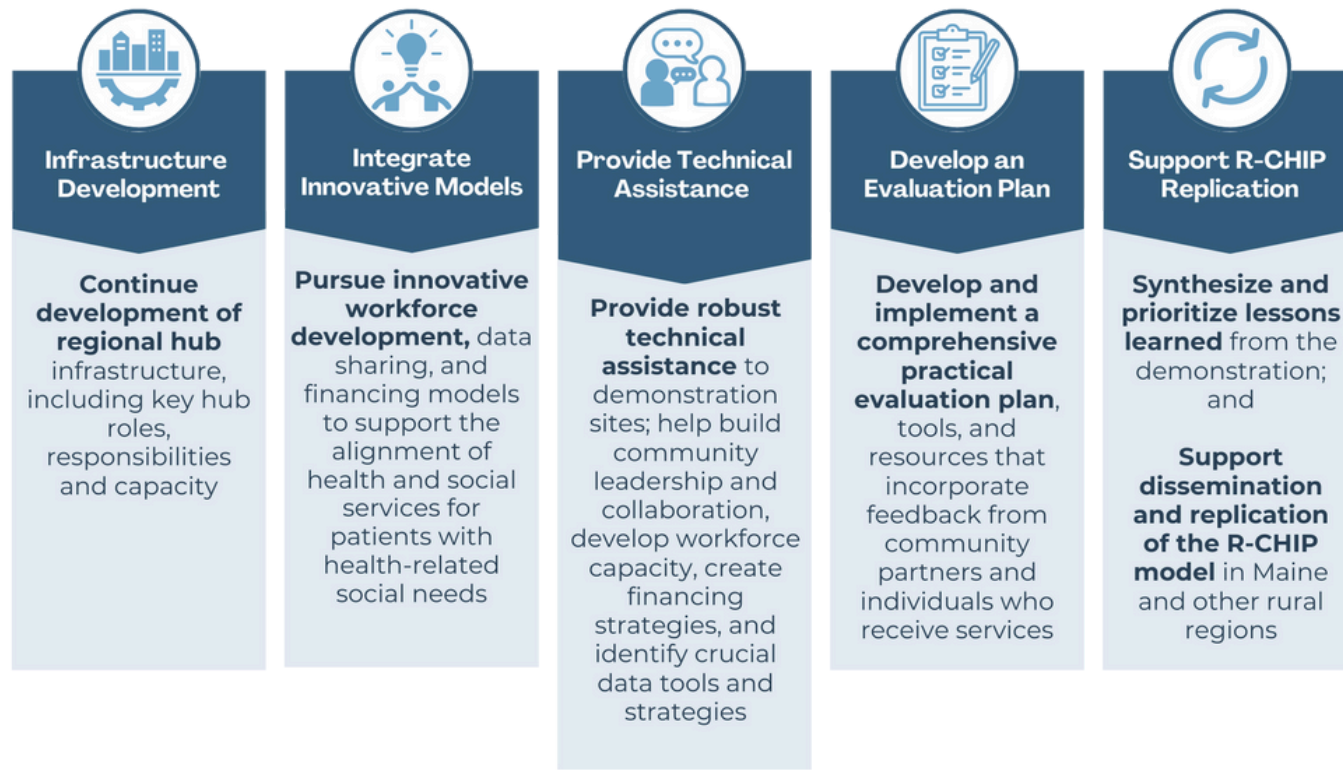 Infrastructure
Development
Continue
development of
regional hub
infrastructure,
including key hub
roles,
responsibilities
and capacity
Integrate
Innovative Models
Pursue innovative
workforce
development, data
sharing, and
financing models
to support the
alignment of
health and social
services for
patients with
health-related
social needs
Provide Technical
Assistance
Provide robust
technical
assistance to
demonstration
sites; help build
community
leadership and
collaboration,
develop workforce
capacity, create
financing
strategies, and
identify crucial
data tools and
strategies
Develop an
Evaluation Plan
Develop and
implement a
comprehensive
practical
evaluation plan,
tools, and
resources that
incorporate
feedback from
community
partners and
individuals who
receive services
Support R-CHIP
Replication
Synthesize and
prioritize lessons
learned from the
demonstration;
and
Support
dissemination
and replication
of the R-CHIP
model in Maine
and other rural
regions